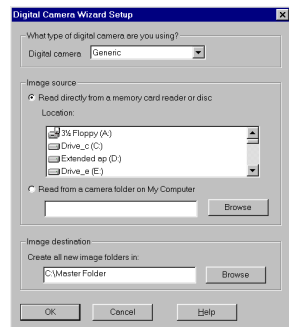 Digital Camera Wizard Setup
What type of digital camera are you using?
Digital camera Generic
Image source
Read directly from a memory card reader or disc
Location:
3½ Floppy (A:)
Drive_c (C:)
Extended ap (D:)
Drive_e (E:)
Read from a camera folder on My Computer
Browse
Image destination
Create all new image folders in:
C:\Master Folder Browse
OK Cancel Help